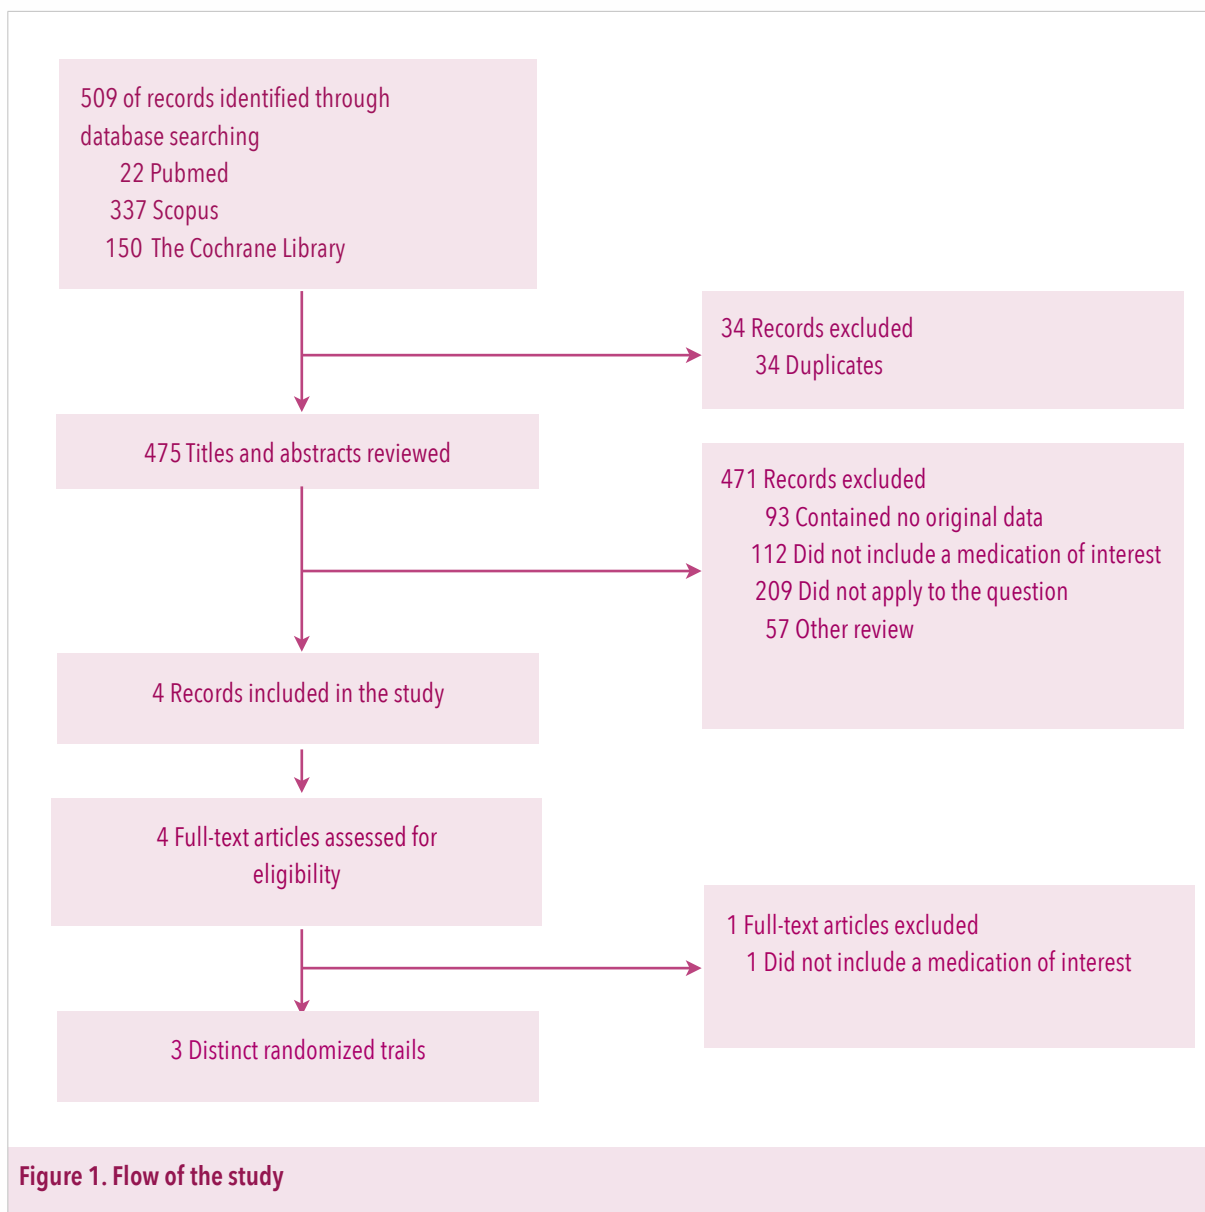 509 of records identified through
database searching
22 Pubmed
337 Scopus
150 The Cochrane Library
34 Records excluded
34 Duplicates
475 Titles and abstracts reviewed
471 Records excluded
93 Contained no original data
112 Did not include a medication of interest
209 Did not apply to the question
57 Other review
4 Records included in the study
4 Full-text articles assessed for
eligibility
1 Full-text articles excluded
1 Did not include a medication of interest
3 Distinct randomized trails
Figure 1. Flow of the study